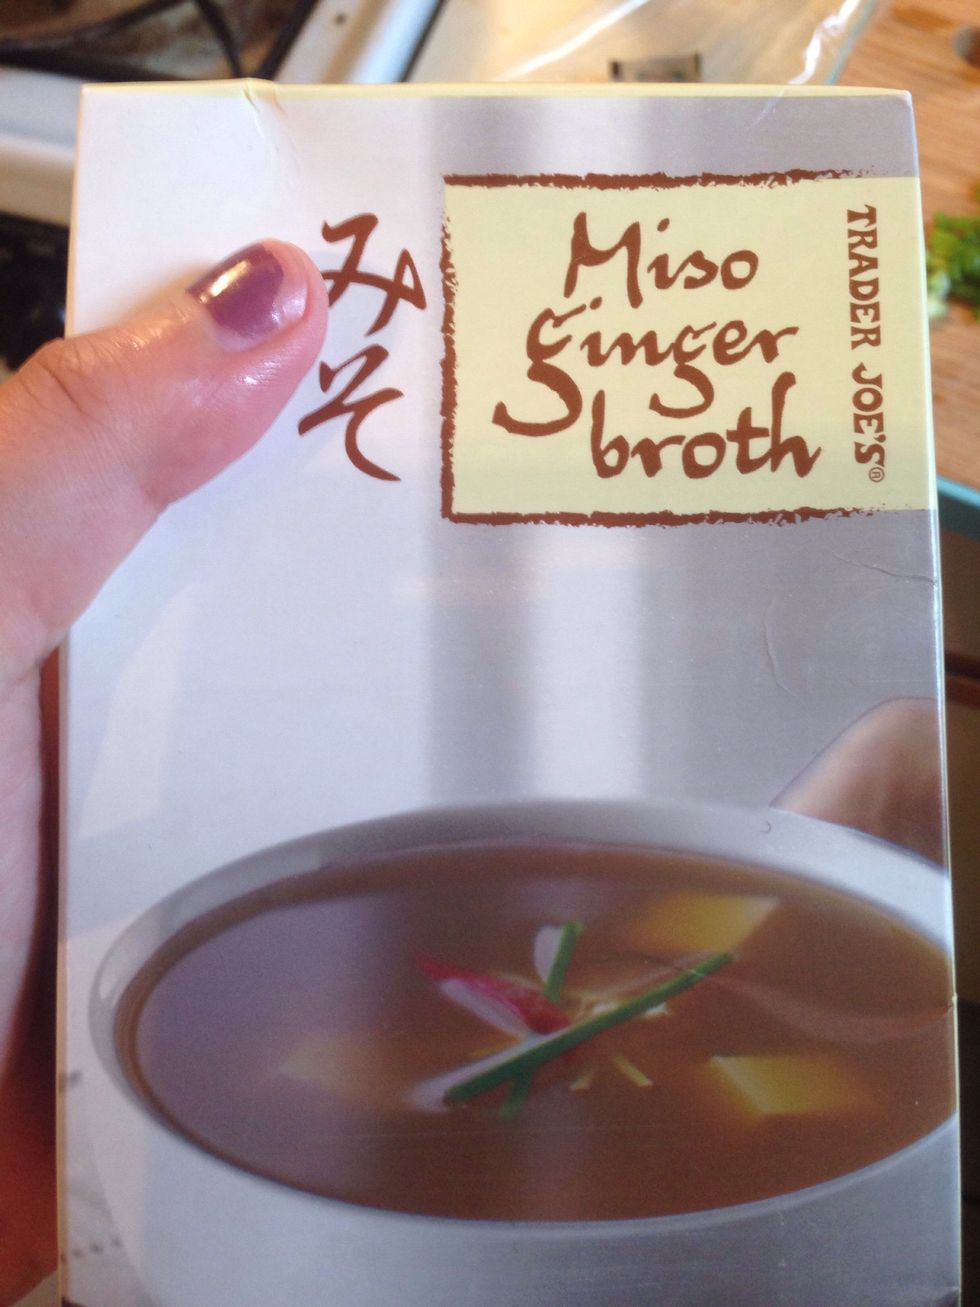 みそ
Miso
ginger
broth
TRADER JOE'S®